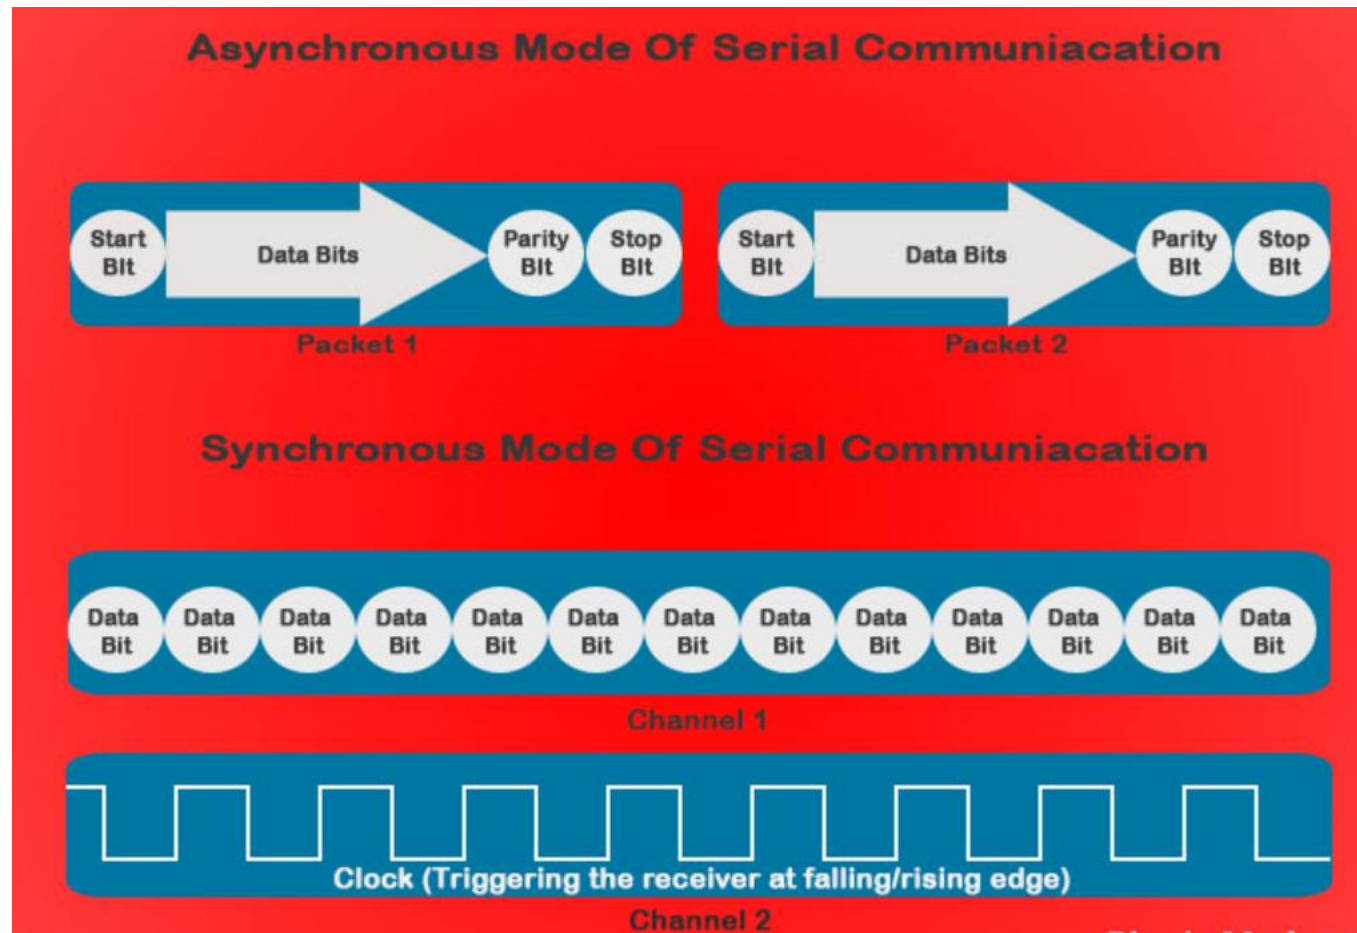 Asynchronous Mode Of Serial Communiacation
Start BIt
Data Bits
Parity BIt
Stop BIt
Start BIt
Data Bits
Parity BIt
Stop BIt
Packet 1
Packet 2
Synchronous Mode Of Serial Communiacation
Data Bit
Data Bit
Data Bit
Data Bit
Data Bit
Data Bit
Data Bit
Data Bit
Data Bit
Data Bit
Data Bit
Data Bit
Data Bit
Channel 1
Clock (Triggering the receiver at falling/rising edge)
Channel 2